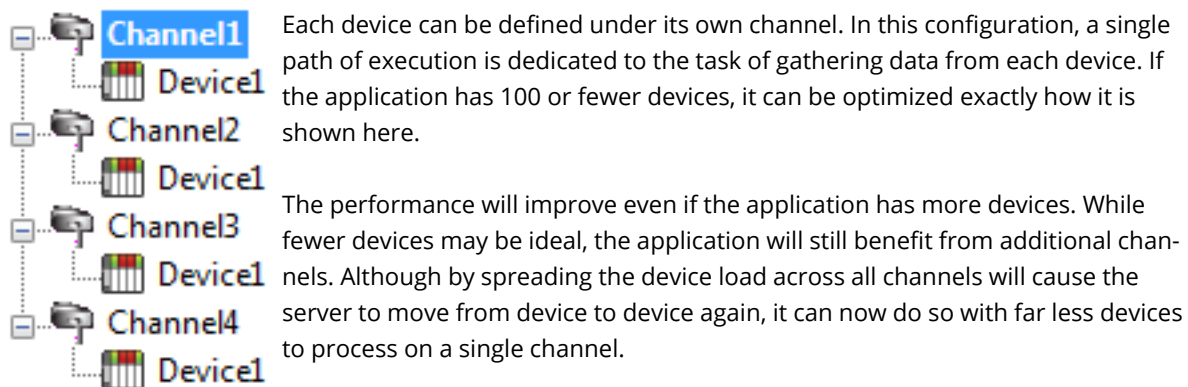 Channel1
Device1
Channel2
Device1
Channel3
Device1
Channel4
Device1
Each device can be defined under its own channel. In this configuration, a single
path of execution is dedicated to the task of gathering data from each device. If
the application has 100 or fewer devices, it can be optimized exactly how it is
shown here.
The performance will improve even if the application has more devices. While
fewer devices may be ideal, the application will still benefit from additional chan-
nels. Although by spreading the device load across all channels will cause the
server to move from device to device again, it can now do so with far less devices
to process on a single channel.